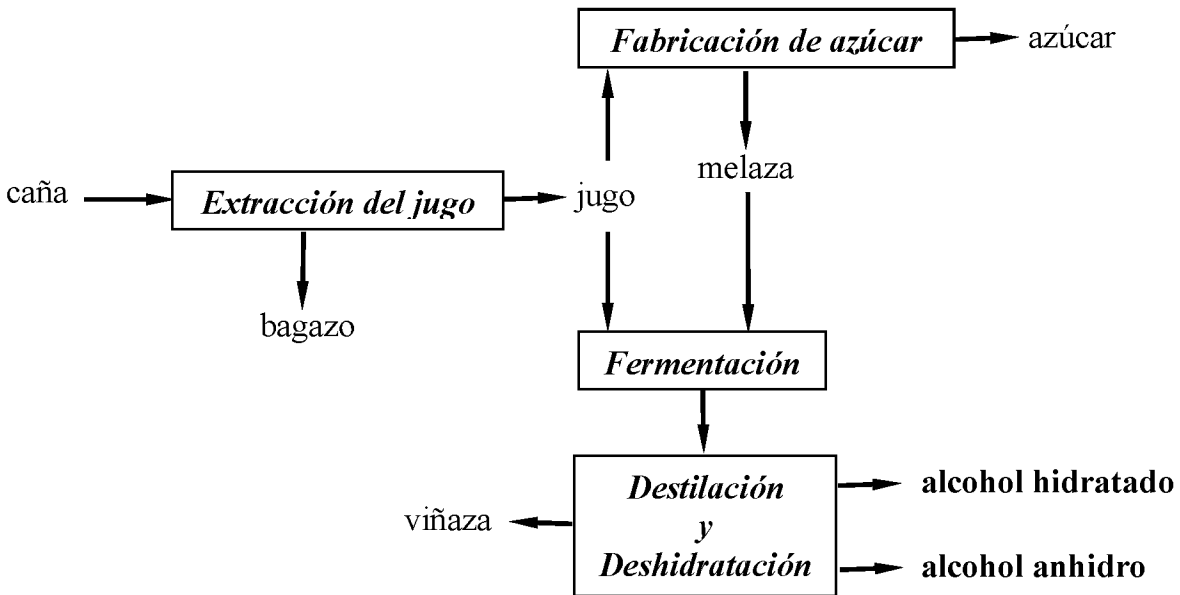 Fabricación de azúcar
azúcar
melaza
caña
Extracción del jugo
jugo
bagazo
Fermentación
Destilación
y
Deshidratación
alcohol hidratado
viñaza
alcohol anhidro